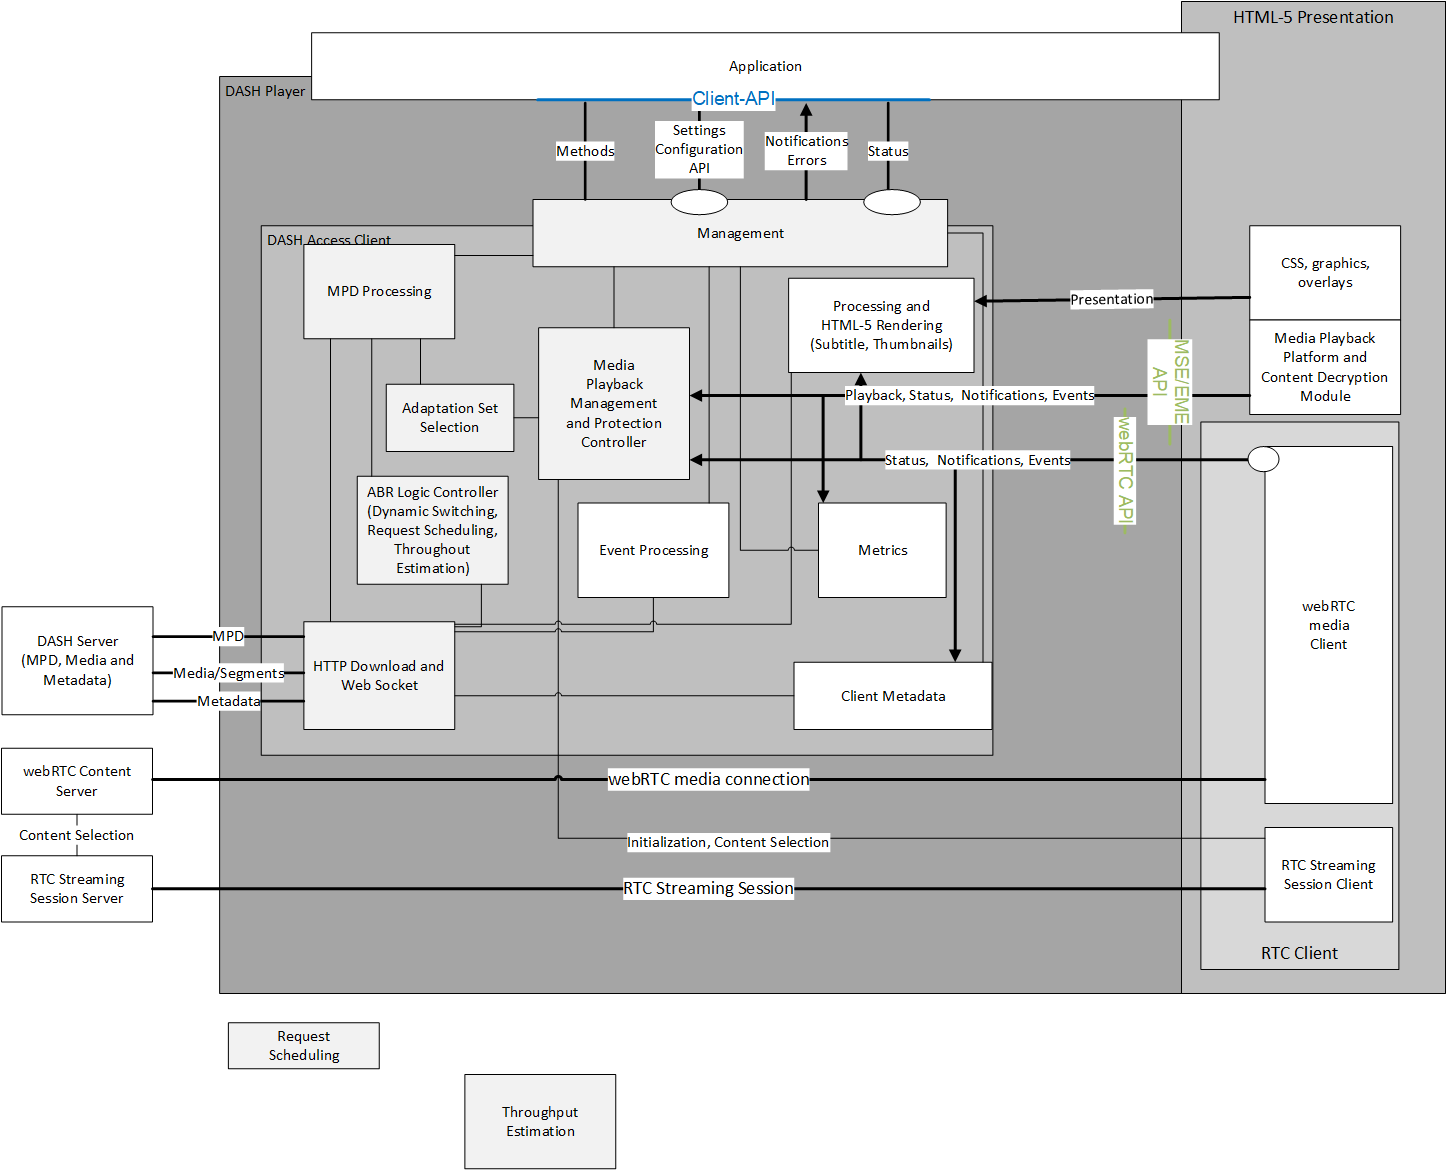 HTML-5 Presentation
Application
DASH Player
Client-API
Methods
Settings
Configuration
API
Notifications
Errors
Status
Management
DASH Access Client
MPD Processing
Processing and
HTML-5 Rendering
(Subtitle, Thumbnails)
Presentation
CSS, graphics,
overlays
Media Playback
Platform and
Content Decryption
Module
MSE/EME
API
Media
Playback
Management
and Protection
Controller
Adaptation Set
Selection
Playback, Status,  Notifications, Events
Status,  Notifications, Events
webRTC API
ABR Logic Controller
(Dynamic Switching,
Request Scheduling,
Throughout
Estimation)
Event Processing
Metrics
webRTC
media
Client
DASH Server
(MPD, Media and
Metadata)
MPD
Media/Segments
Metadata
HTTP Download and
Web Socket
Client Metadata
webRTC Content
Server
webRTC media connection
Content Selection
Initialization, Content Selection
RTC Streaming
Session Server
RTC Streaming Session
RTC Streaming
Session Client
RTC Client
Request
Scheduling
Throughput
Estimation